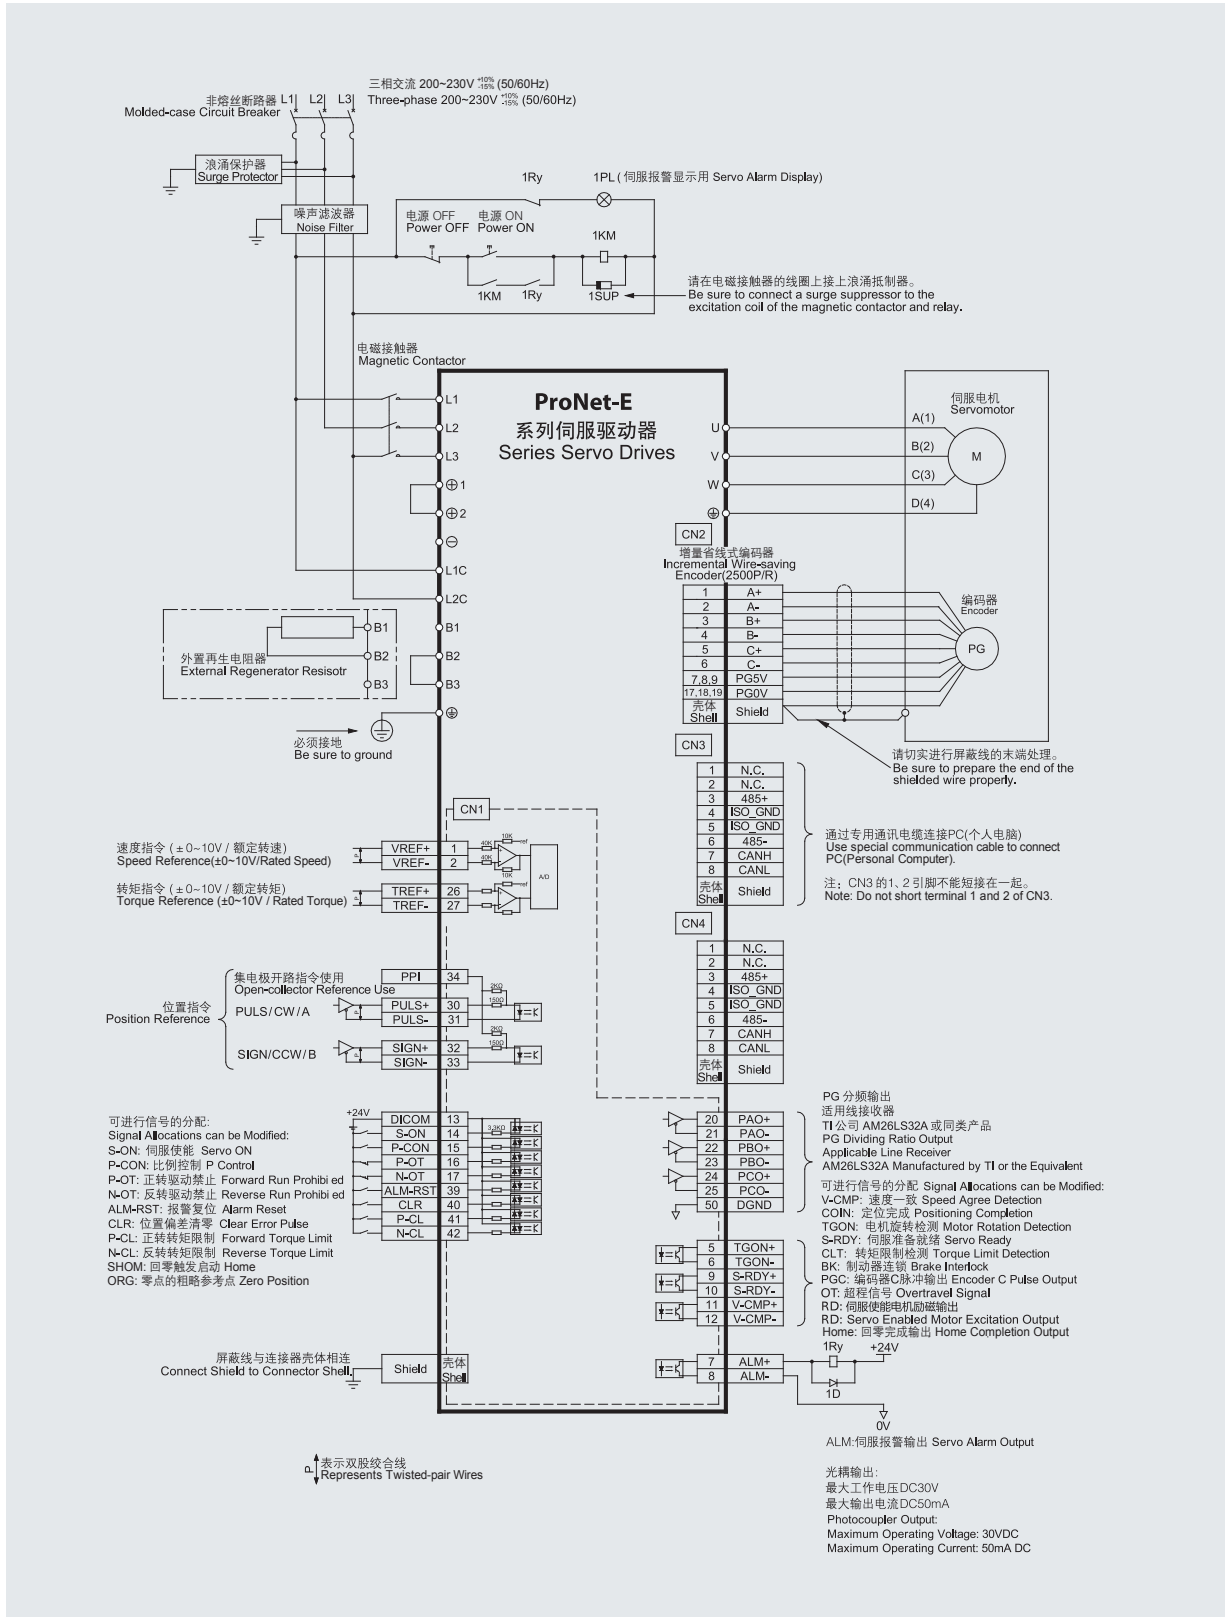 三相交流 200~230V +10% -15% (50/60Hz)
非熔丝断路器 L1 L2 L3 Three-phase 200~230V +10% -15% (50/60Hz)
Molded-case Circuit Breaker
浪涌保护器
Surge Protector
1Ry 1PL ( 伺服报警显示用 Servo Alarm Display)
噪声滤波器
Noise Filter
电源 OFF
Power OFF
电源 ON
Power ON
1KM
1KM 1Ry 1SUP
请在电磁接触器的线圈上接上浪涌抵制器。
Be sure to connect a surge suppressor to the
excitation coil of the magnetic contactor and relay.
电磁接触器
Magnetic Contactor
ProNet-E
系列伺服驱动器
Series Servo Drives
L1
L2
L3
⊕ 1
⊕ 2
⊖
L1C
L2C
B1
B2
B3
U
V
W
伺服电机
Servomotor
A(1)
B(2)
C(3)
D(4)
M
B1
B2
B3
外置再生电阻器
External Regenerator Resisotr
必须接地
Be sure to ground
CN2
增量省线式编码器
Incremental Wire-saving
Encoder(2500P/R)
1 A+
2 A-
3 B+
4 B-
5 C+
6 C-
7,8,9 PG5V
17,18,19 PG0V
壳体
Shell Shield
编码器
Encoder
PG
请切实进行屏蔽线的末端处理。
Be sure to prepare the end of the
shielded wire properly.
CN3
1 N.C.
2 N.C.
3 485+
4 ISO_GND
5 ISO_GND
6 485-
7 CANH
8 CANL
壳体
Shell Shield
通过专用通讯电缆连接PC(个人电脑)
Use special communication cable to connect
PC(Personal Computer).
注；CN3 的1、2 引脚不能短接在一起。
Note: Do not short terminal 1 and 2 of CN3.
CN4
1 N.C.
2 N.C.
3 485+
4 ISO_GND
5 ISO_GND
6 485-
7 CANH
8 CANL
壳体
Shell Shield
CN1
速度指令 ( ± 0~10V / 额定转速)
Speed Reference(±0~10V/Rated Speed)
P
VREF+ 1
VREF- 2
40K 10K ref
40K 10K ref
A/D
转矩指令 ( ± 0~10V / 额定转矩)
Torque Reference (±0~10V / Rated Torque)
P
TREF+ 26
TREF- 27
集电极开路指令使用
Open-collector Reference Use
位置指令
Position Reference
PPI 34
PULS/CW/A
P
PULS+ 30
PULS- 31
2KΩ
150Ω
SIGN/CCW/B
P
SIGN+ 32
SIGN- 33
2KΩ
150Ω
可进行信号的分配:
Signal Allocations can be Modified:
S-ON: 伺服使能 Servo ON
P-CON: 比例控制 P Control
P-OT: 正转驱动禁止 Forward Run Prohibi ed
N-OT: 反转驱动禁止 Reverse Run Prohibi ed
ALM-RST: 报警复位 Alarm Reset
CLR: 位置偏差清零 Clear Error Pulse
P-CL: 正转转矩限制 Forward Torque Limit
N-CL: 反转转矩限制 Reverse Torque Limit
SHOM: 回零触发启动 Home
ORG: 零点的粗略参考点 Zero Position
+24V
DICOM 13
S-ON 14
P-CON 15
P-OT 16
N-OT 17
ALM-RST 39
CLR 40
P-CL 41
N-CL 42
3.3KΩ
屏蔽线与连接器壳体相连
Connect Shield to Connector Shell.
Shield 壳体
Shell
20 PAO+
21 PAO-
22 PBO+
23 PBO-
24 PCO+
25 PCO-
50 DGND
PG 分频输出
适用线接收器
TI 公司 AM26LS32A 或同类产品
PG Dividing Ratio Output
Applicable Line Receiver
AM26LS32A Manufactured by TI or the Equivalent
可进行信号的分配 Signal Allocations can be Modified:
V-CMP: 速度一致 Speed Agree Detection
COIN: 定位完成 Positioning Completion
TGON: 电机旋转检测 Motor Rotation Detection
S-RDY: 伺服准备就绪 Servo Ready
CLT: 转矩限制检测 Torque Limit Detection
BK: 制动器连锁 Brake Interlock
PGC: 编码器C脉冲输出 Encoder C Pulse Output
OT: 超程信号 Overtravel Signal
RD: 伺服使能电机励磁输出
RD: Servo Enabled Motor Excitation Output
Home: 回零完成输出 Home Completion Output
5 TGON+
6 TGON-
9 S-RDY+
10 S-RDY-
11 V-CMP+
12 V-CMP-
7 ALM+
8 ALM-
1Ry +24V
1D
0V
ALM:伺服报警输出 Servo Alarm Output
光耦输出:
最大工作电压DC30V
最大输出电流DC50mA
Photocoupler Output:
Maximum Operating Voltage: 30VDC
Maximum Operating Current: 50mA DC
P
表示双股绞合线
Represents Twisted-pair Wires